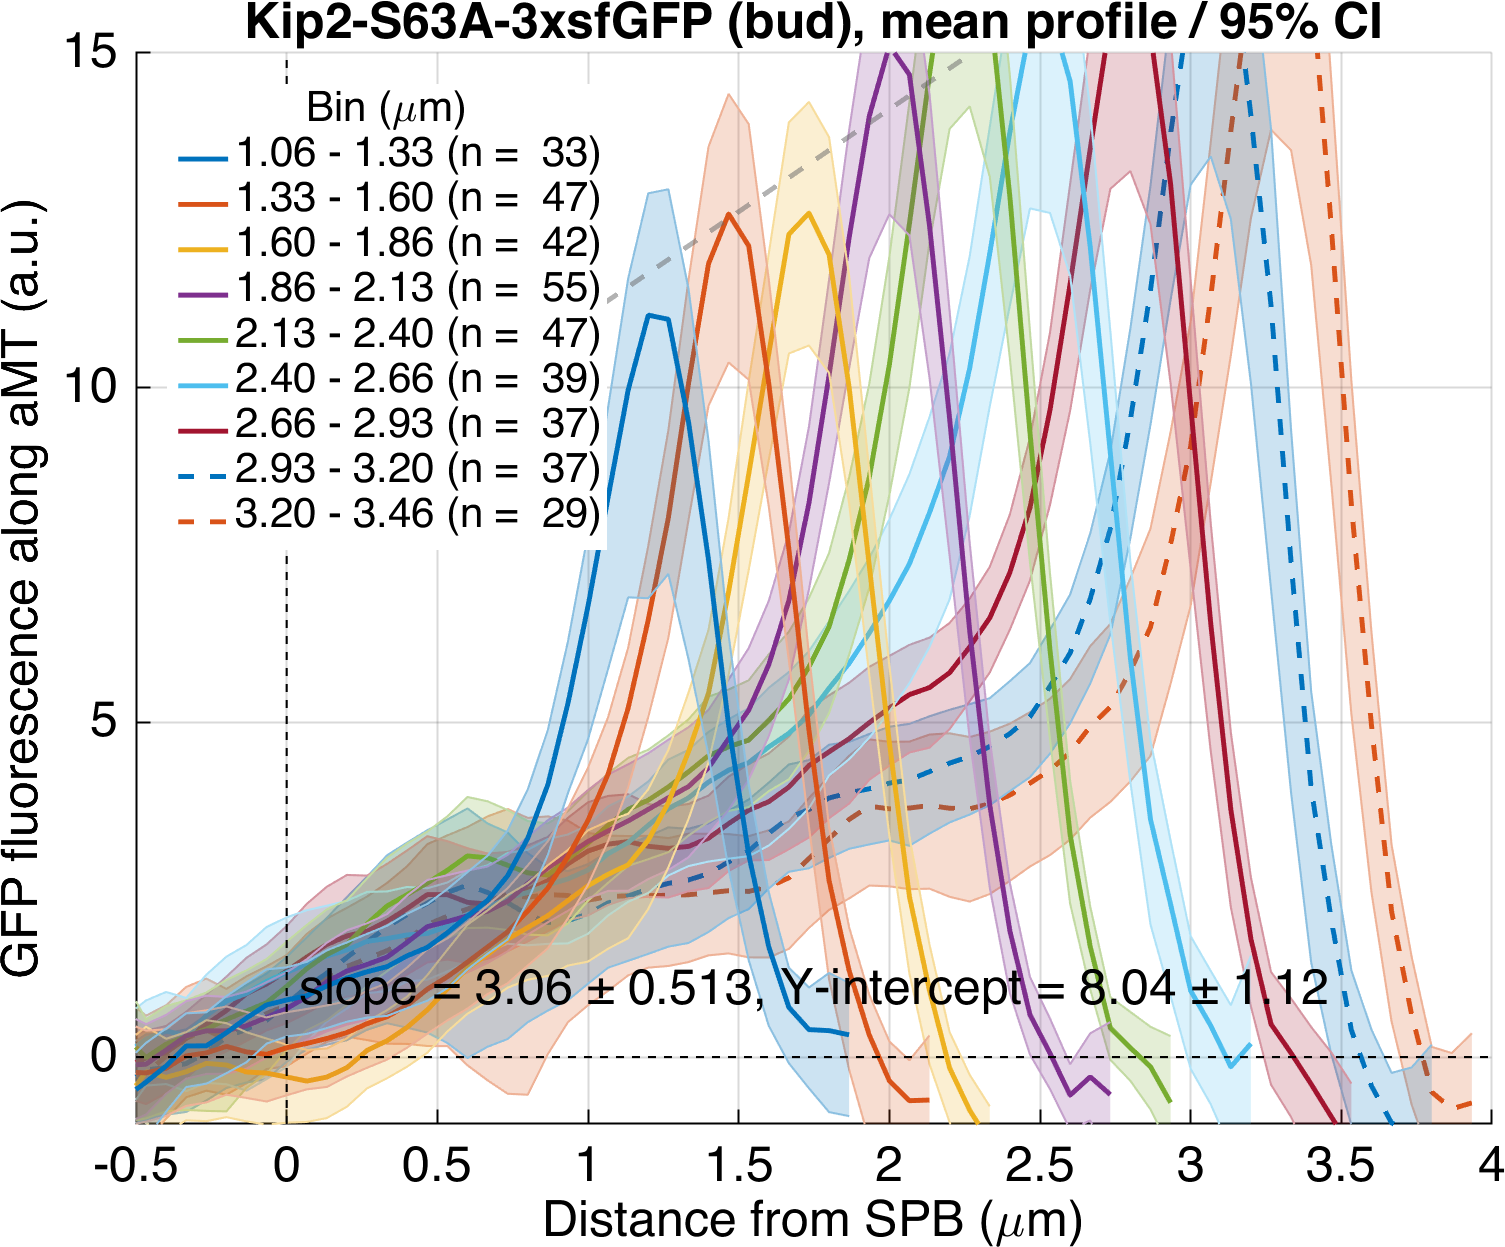 Kip2-S63A-3xsfGFP (bud), mean profile / 95% CI
15
10
5
0
GFP fluorescence along aMT (a.u.)
Bin (μm)
1.06 - 1.33 (n = 33)
1.33 - 1.60 (n = 47)
1.60 - 1.86 (n = 42)
1.86 - 2.13 (n = 55)
2.13 - 2.40 (n = 47)
2.40 - 2.66 (n = 39)
2.66 - 2.93 (n = 37)
2.93 - 3.20 (n = 37)
3.20 - 3.46 (n = 29)
slope = 3.06 ± 0.513, Y-intercept = 8.04 ± 1.12
-0.5 0 0.5 1 1.5 2 2.5 3 3.5 4
Distance from SPB (μm)